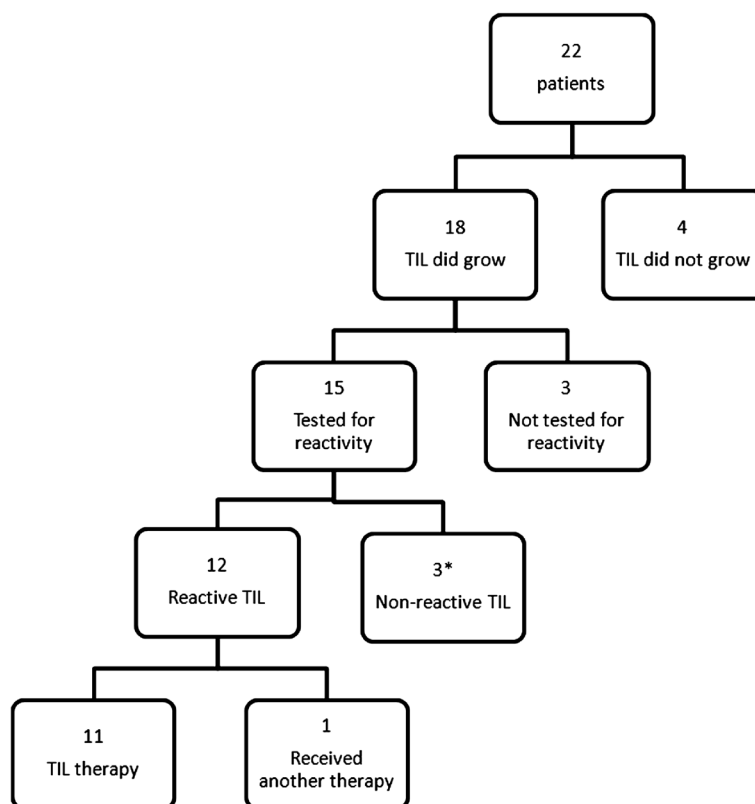 22
patients
18
TIL did grow
4
TIL did not grow
15
Tested for
reactivity
3
Not tested for
reactivity
12
Reactive TIL
3*
Non-reactive TIL
11
TIL therapy
1
Received
another therapy